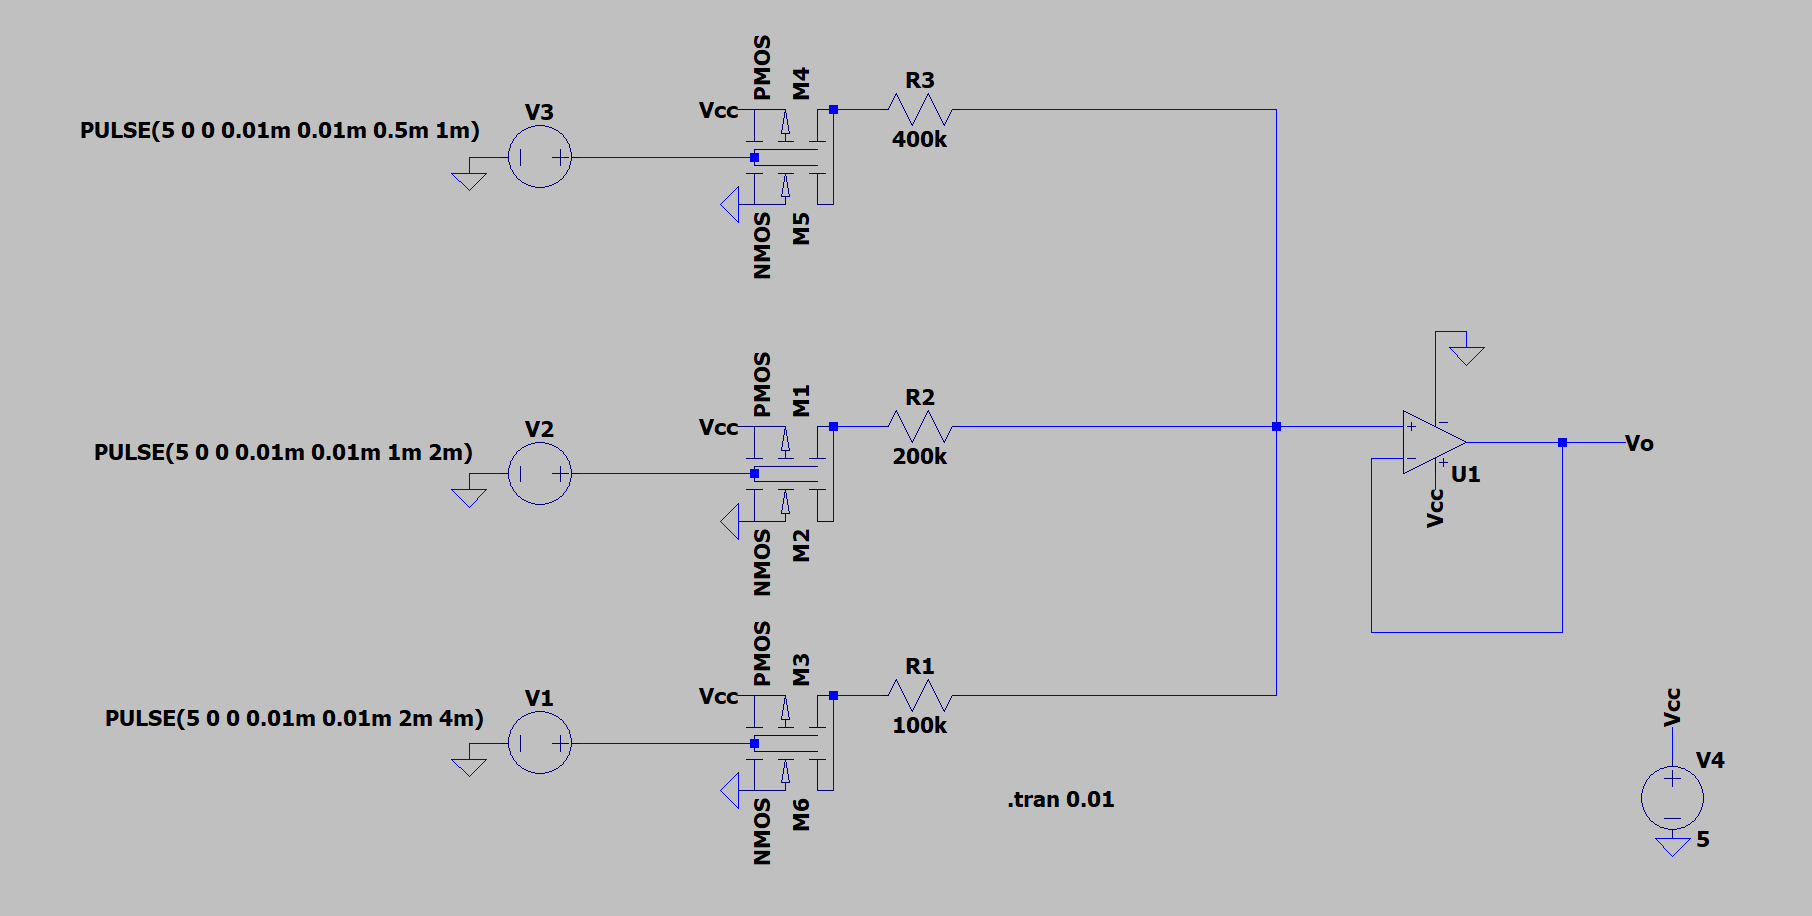 PMOS
M4
R3
V3
Vcc
PULSE(5 0 0 0.01m 0.01m 0.5m 1m)
400k
NMOS
M5
PMOS
M1
R2
V2
Vcc
PULSE(5 0 0 0.01m 0.01m 1m 2m)
200k
Vo
U1
Vcc
NMOS
M2
PMOS
M3
R1
V1
Vcc
PULSE(5 0 0 0.01m 0.01m 2m 4m)
100k
Vcc
V4
NMOS
M6
.tran 0.01
5